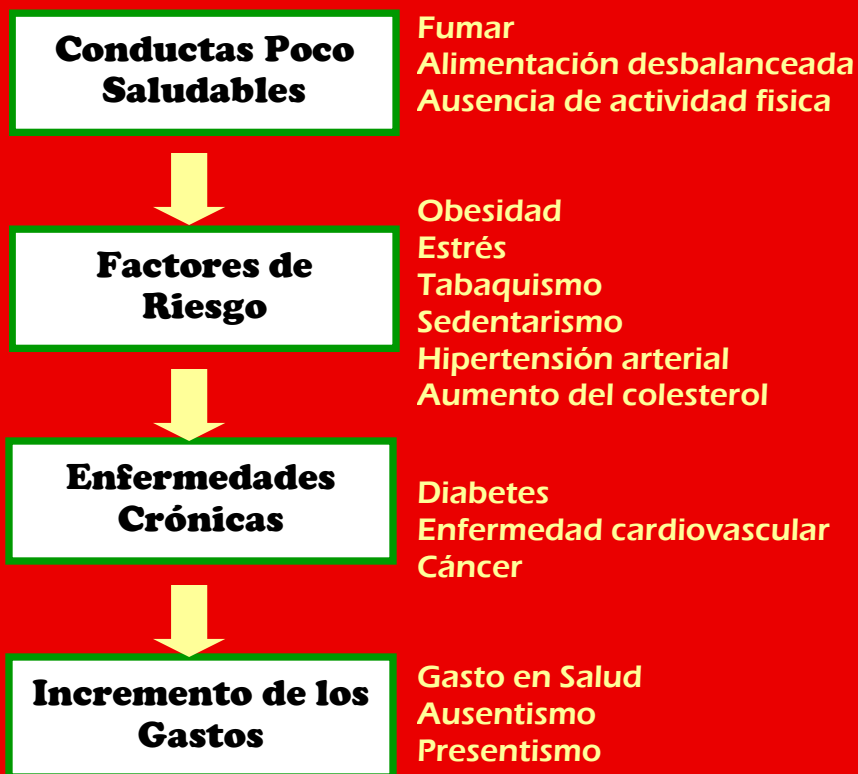 Conductas Poco
Saludables
Fumar
Alimentación desbalanceada
Ausencia de actividad fisica
Factores de
Riesgo
Obesidad
Estrés
Tabaquismo
Sedentarismo
Hipertensión arterial
Aumento del colesterol
Enfermedades
Crónicas
Diabetes
Enfermedad cardiovascular
Cáncer
Incremento de los
Gastos
Gasto en Salud
Ausentismo
Presentismo